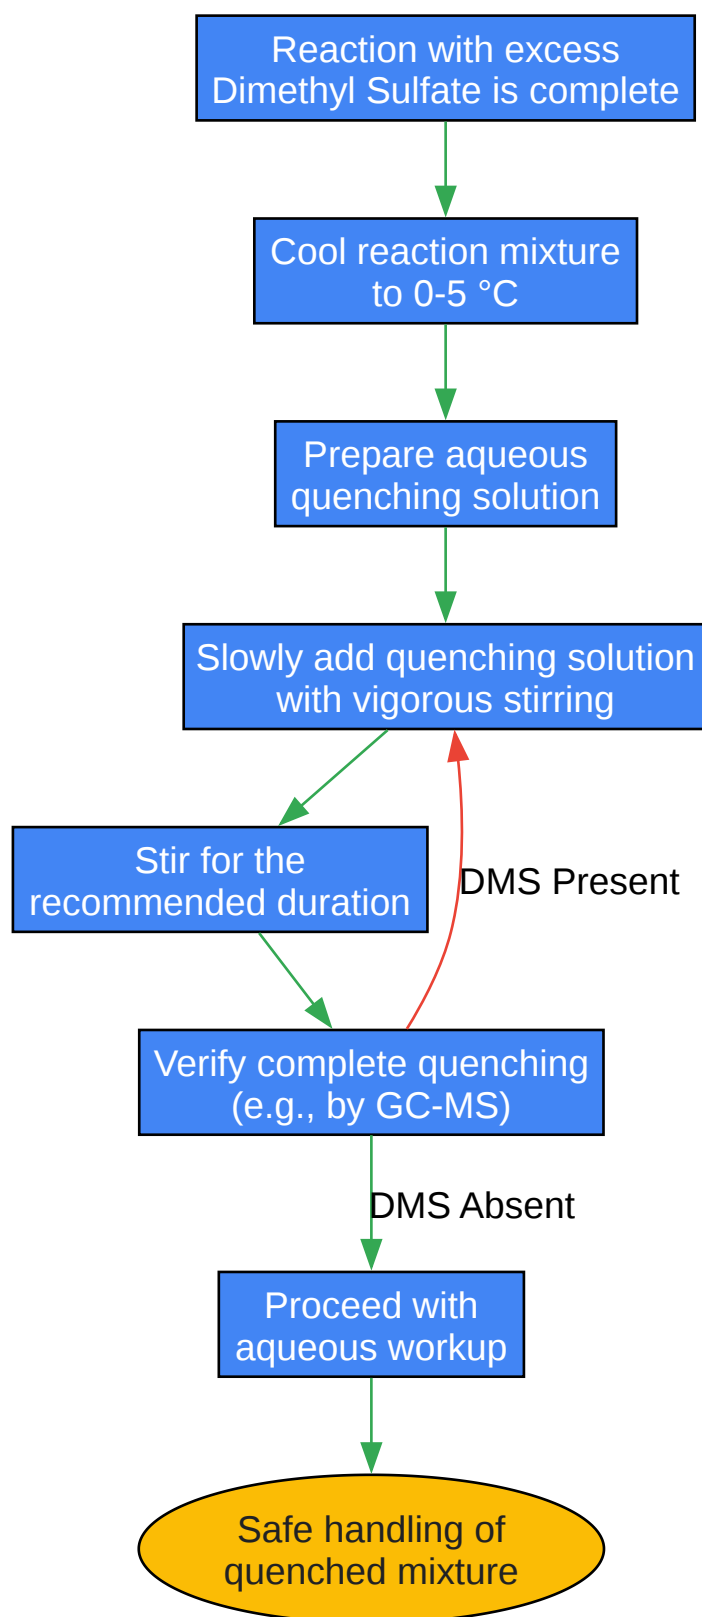 Reaction with excess
Dimethyl Sulfate is complete
Cool reaction mixture
to 0-5 °C
Prepare aqueous
quenching solution
Slowly add quenching solution
with vigorous stirring
Stir for the
recommended duration
DMS Present
Verify complete quenching
(e.g., by GC-MS)
DMS Absent
Proceed with
aqueous workup
Safe handling of
quenched mixture